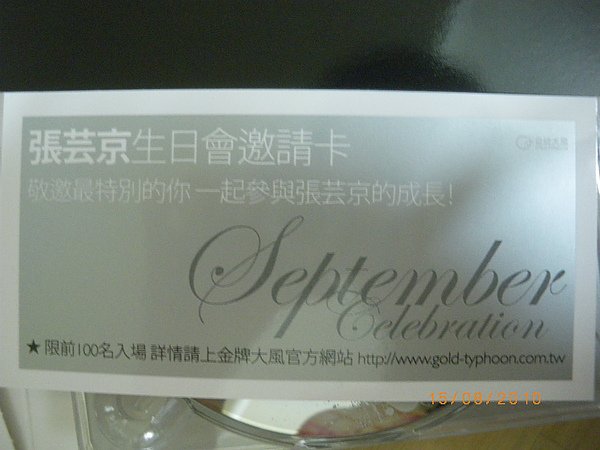 張芸京生日會邀請卡
敬邀最特別的你 一起參與張芸京的成長!
September
Celebration
★ 限前100名入場 詳情請上金牌大風官方網站 http://www.gold-typhoon.com.tw
15/09/2010